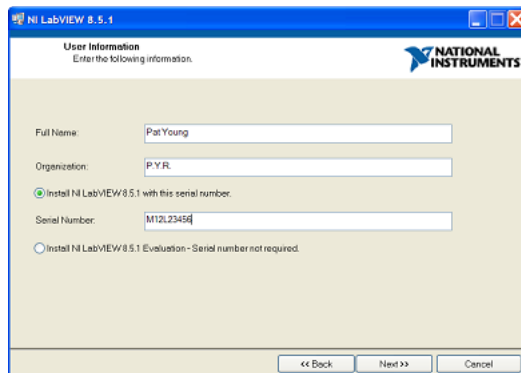 NI LabVIEW 8.5.1
User Information
Enter the following information.
NATIONAL
INSTRUMENTS
Full Name:
Pat Young
Organization:
P.Y.R.
Install NI LabVIEW 8.5.1 with this serial number.
Serial Number:
M12L23456
Install NI LabVIEW 8.5.1 Evaluation - Serial number not required.
<< Back
Next >>
Cancel